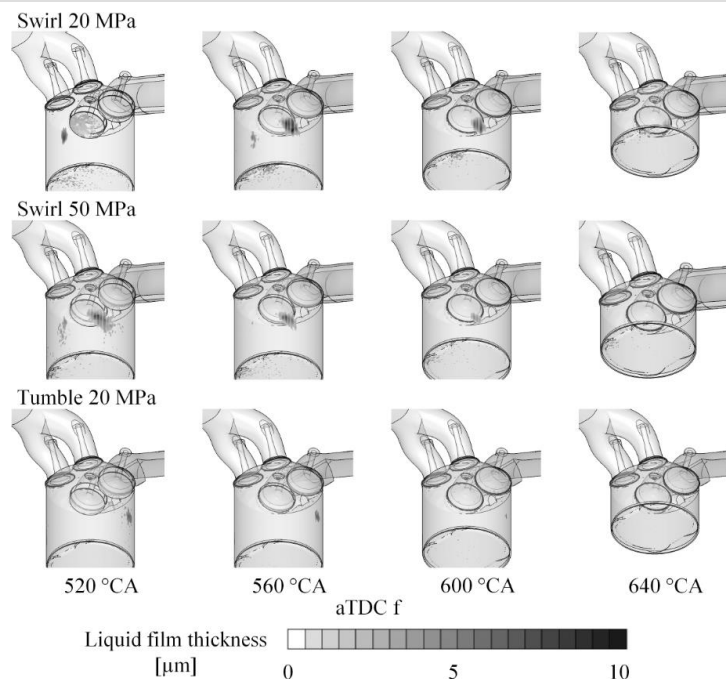 Swirl 20 MPa
Swirl 50 MPa
Tumble 20 MPa
520 °CA 560 °CA 600 °CA 640 °CA
aTDC f
Liquid film thickness
[µm]
0 5 10